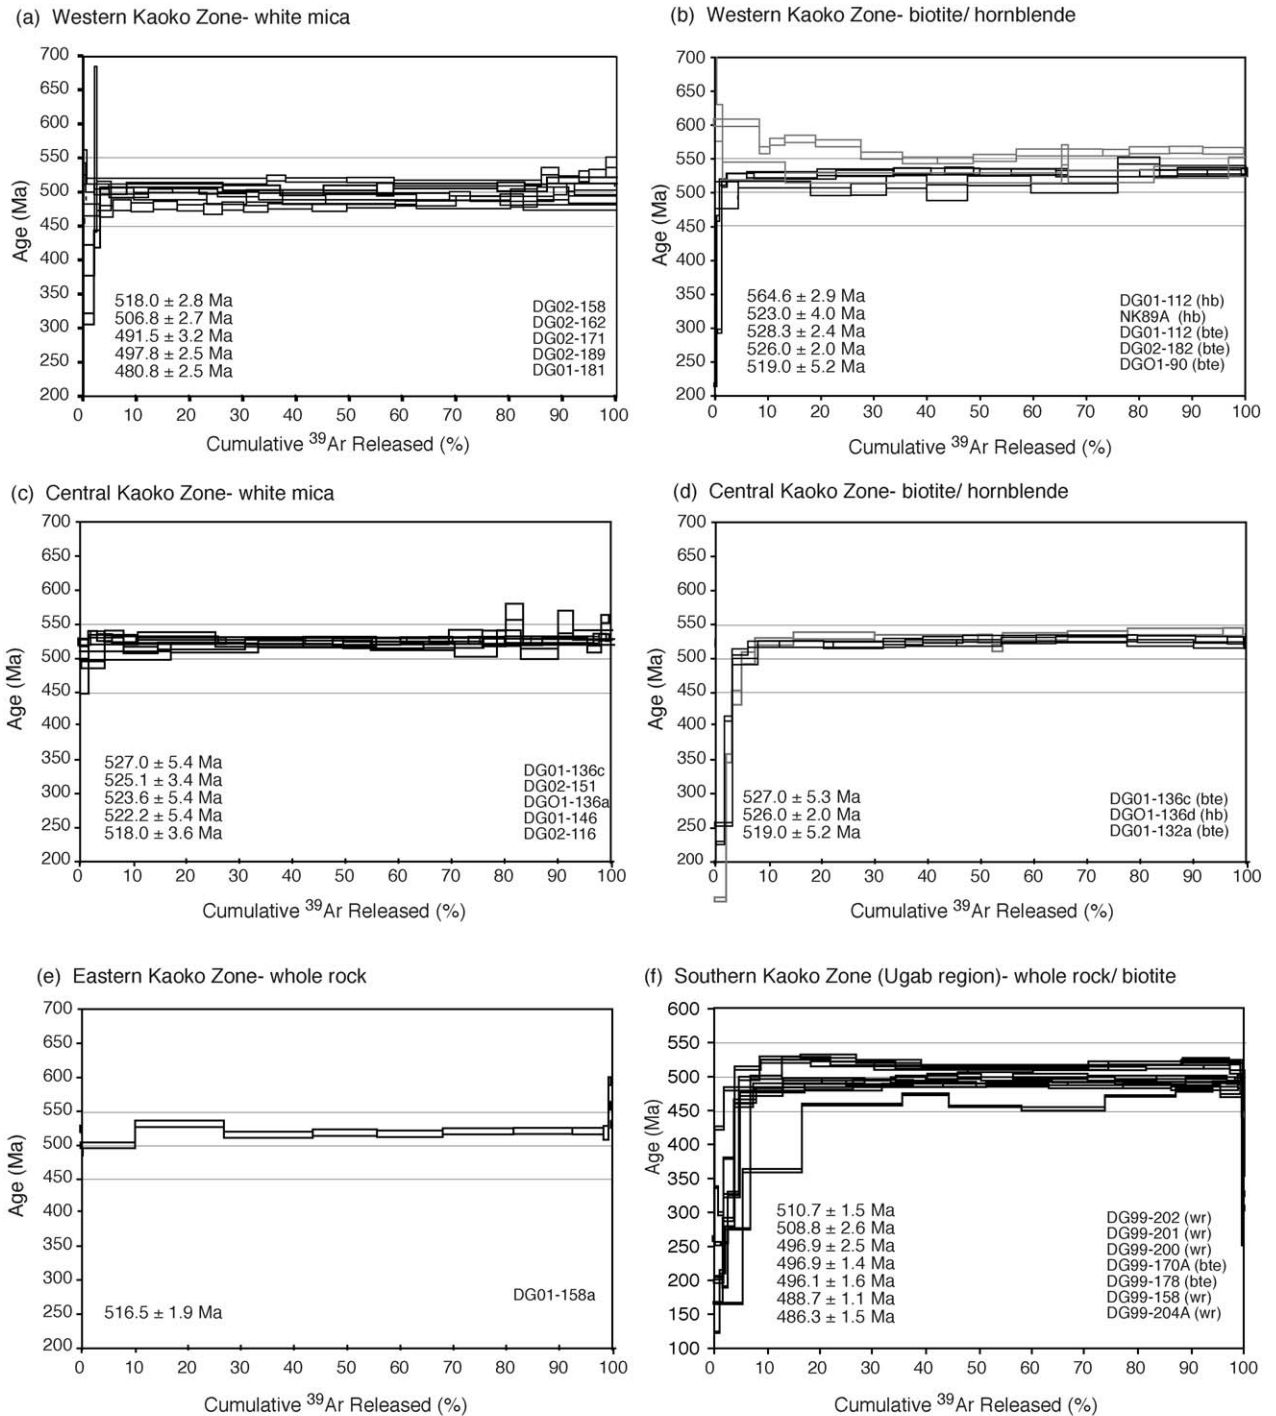 (a) Western Kaoko Zone- white mica
700
650
600
550
500
450
400
350
300
250
200
Age (Ma)
518.0 ± 2.8 Ma
506.8 ± 2.7 Ma
491.5 ± 3.2 Ma
497.8 ± 2.5 Ma
480.8 ± 2.5 Ma
DG02-158
DG02-162
DG02-171
DG02-189
DG01-181
0 10 20 30 40 50 60 70 80 90 100
Cumulative 39Ar Released (%)
(b) Western Kaoko Zone- biotite/ hornblende
700
650
600
550
500
450
400
350
300
250
200
Age (Ma)
564.6 ± 2.9 Ma
523.0 ± 4.0 Ma
528.3 ± 2.4 Ma
526.0 ± 2.0 Ma
519.0 ± 5.2 Ma
DG01-112 (hb)
NK89A (hb)
DG01-112 (bte)
DG02-182 (bte)
DGO1-90 (bte)
0 10 20 30 40 50 60 70 80 90 100
Cumulative 39Ar Released (%)
(c) Central Kaoko Zone- white mica
700
650
600
550
500
450
400
350
300
250
200
Age (Ma)
527.0 ± 5.4 Ma
525.1 ± 3.4 Ma
523.6 ± 5.4 Ma
522.2 ± 5.4 Ma
518.0 ± 3.6 Ma
DG01-136c
DG02-151
DGO1-136a
DG01-146
DG02-116
0 10 20 30 40 50 60 70 80 90 100
Cumulative 39Ar Released (%)
(d) Central Kaoko Zone- biotite/ hornblende
700
650
600
550
500
450
400
350
300
250
200
Age (Ma)
527.0 ± 5.3 Ma
526.0 ± 2.0 Ma
519.0 ± 5.2 Ma
DG01-136c (bte)
DGO1-136d (hb)
DG01-132a (bte)
0 10 20 30 40 50 60 70 80 90 100
Cumulative 39Ar Released (%)
(e) Eastern Kaoko Zone- whole rock
700
650
600
550
500
450
400
350
300
250
200
Age (Ma)
516.5 ± 1.9 Ma
DG01-158a
0 10 20 30 40 50 60 70 80 90 100
Cumulative 39Ar Released (%)
(f) Southern Kaoko Zone (Ugab region)- whole rock/ biotite
600
550
500
450
400
350
300
250
200
150
100
Age (Ma)
510.7 ± 1.5 Ma
508.8 ± 2.6 Ma
496.9 ± 2.5 Ma
496.9 ± 1.4 Ma
496.1 ± 1.6 Ma
488.7 ± 1.1 Ma
486.3 ± 1.5 Ma
DG99-202 (wr)
DG99-201 (wr)
DG99-200 (wr)
DG99-170A (bte)
DG99-178 (bte)
DG99-158 (wr)
DG99-204A (wr)
0 10 20 30 40 50 60 70 80 90 100
Cumulative 39Ar Released (%)